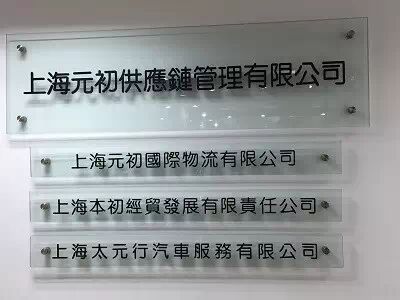 上海元初供應鏈管理有限公司
上海元初國際物流有限公司
上海本初經貿發展有限責任公司
上海太元行汽車服務有限公司